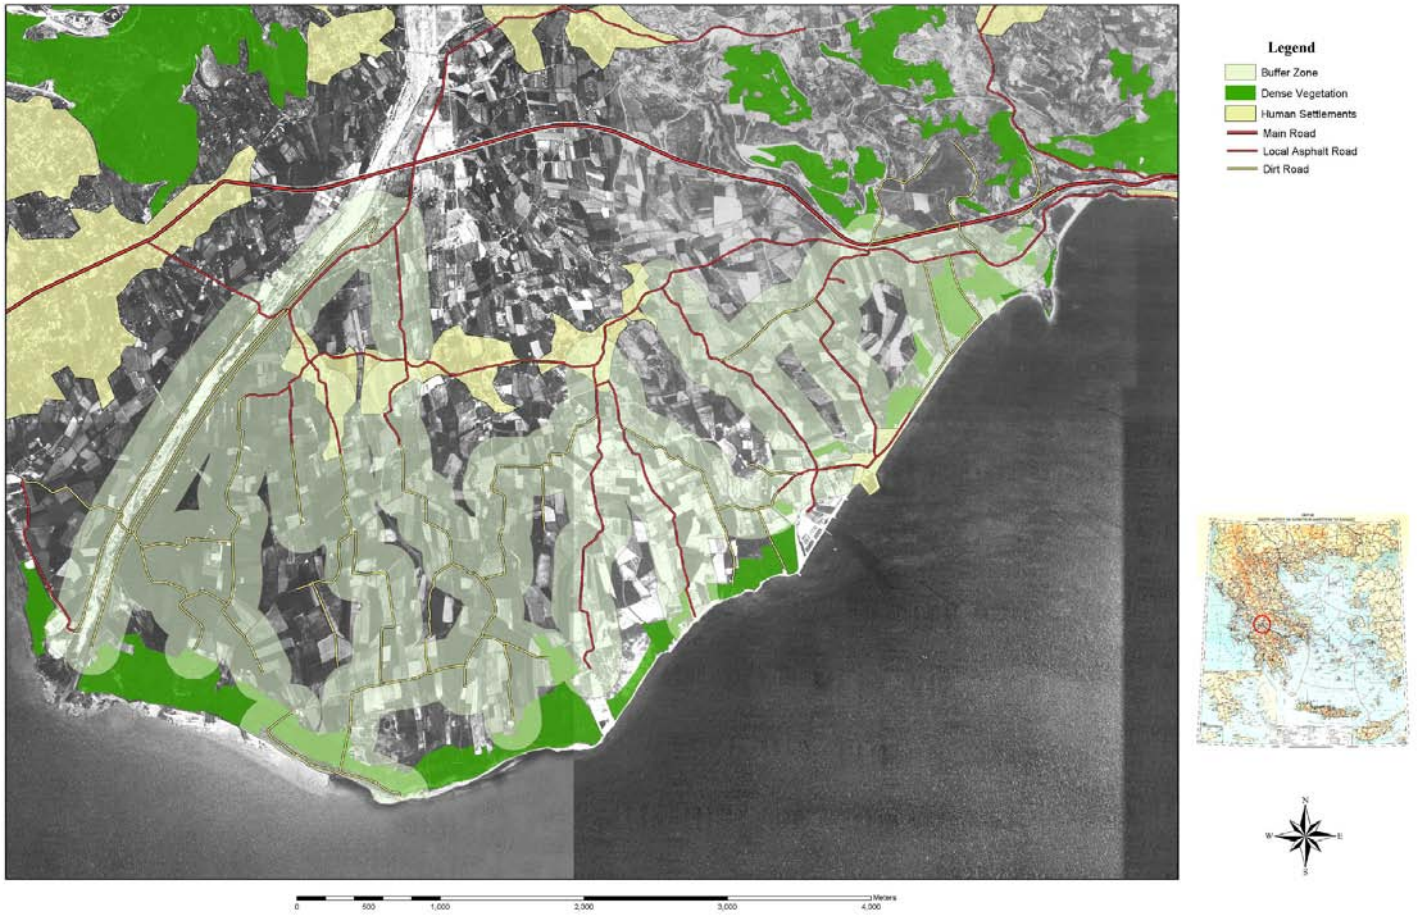 Legend
Buffer Zone
Dense Vegetation
Human Settlements
Main Road
Local Asphalt Road
Dirt Road
N
W E
S
Meters
0 500 1,000 2,000 3,000 4,000